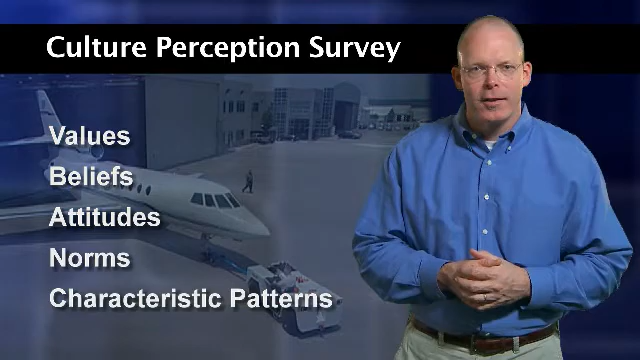 Culture Perception Survey
Values
Beliefs
Attitudes
Norms
Characteristic Patterns